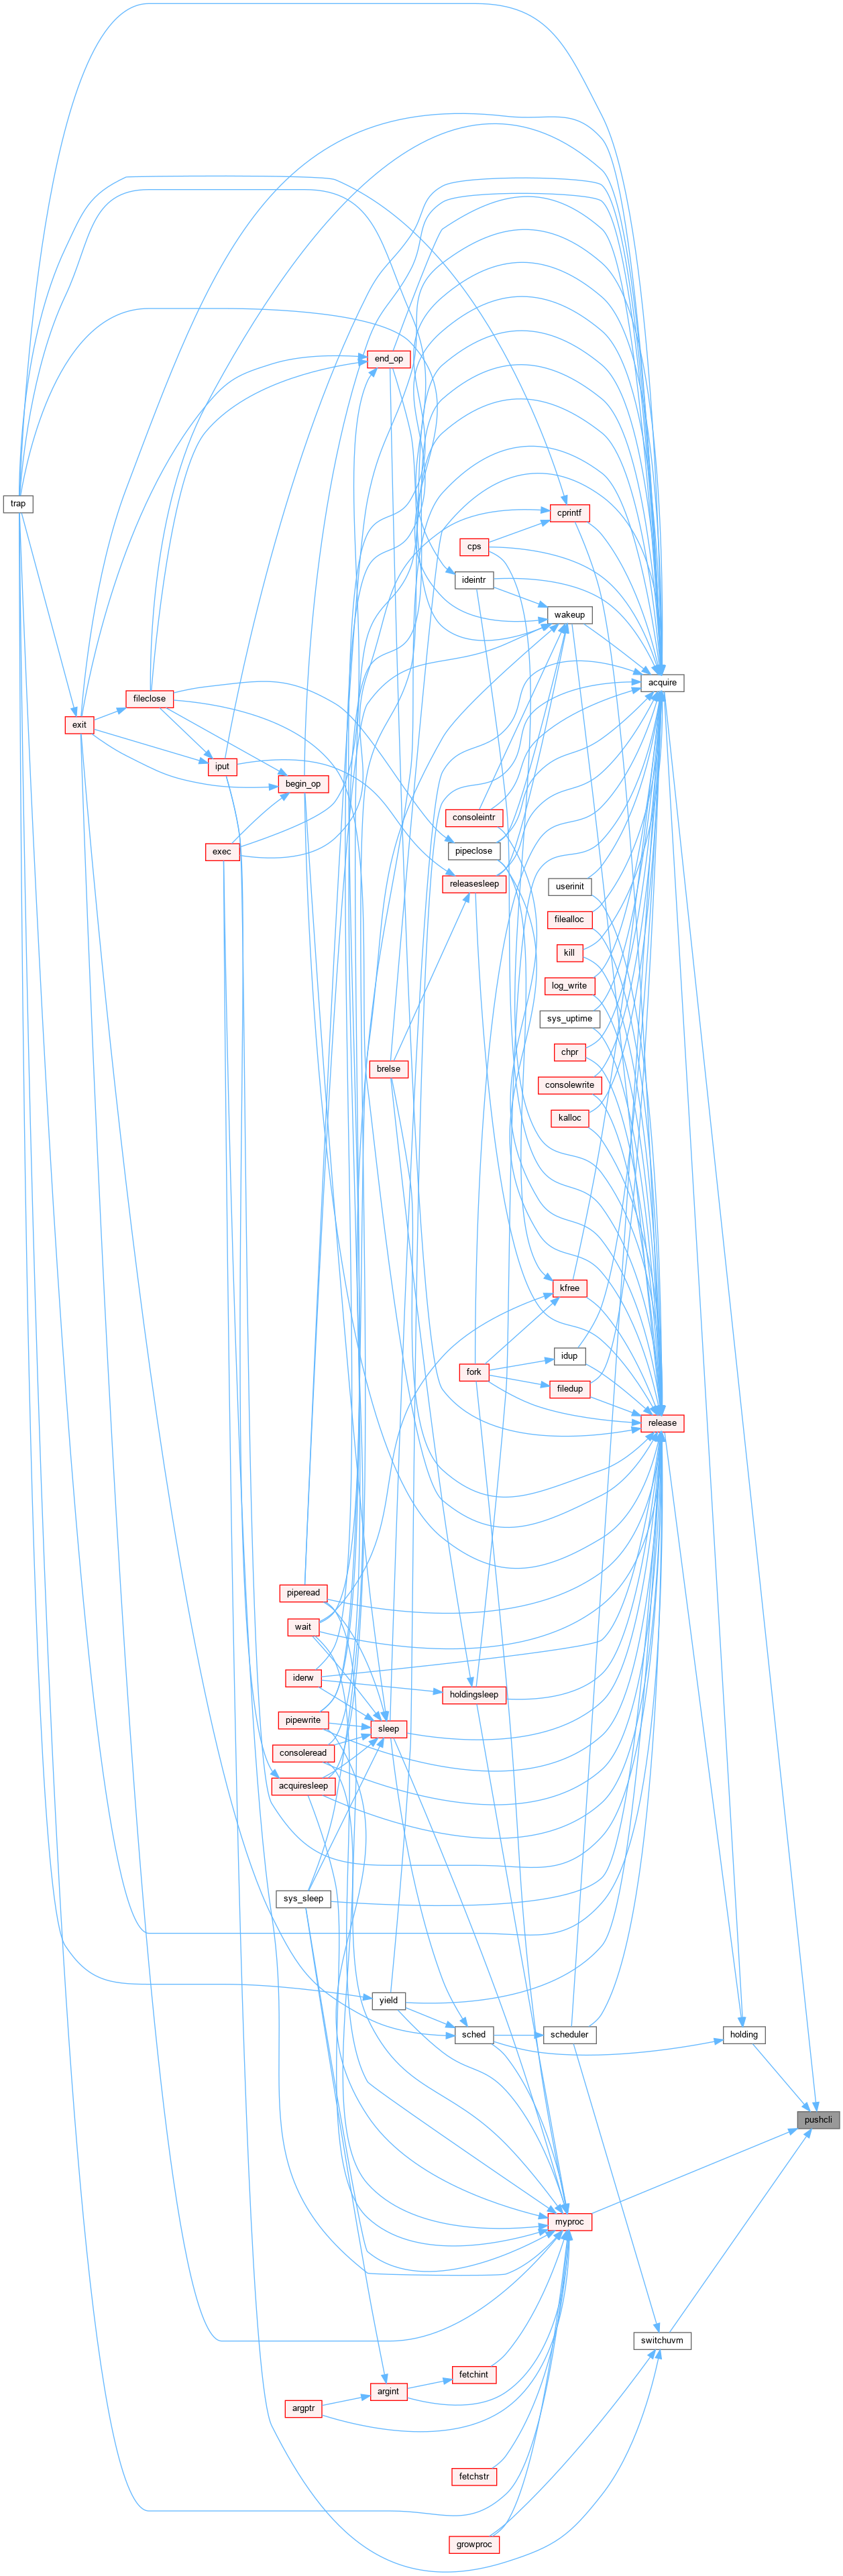 end_op
trap
cprintf
cps
ideintr
wakeup
acquire
fileclose
exit
iput
begin_op
consoleintr
exec
pipeclose
releasesleep
userinit
filealloc
kill
log_write
sys_uptime
chpr
brelse
consolewrite
kalloc
kfree
idup
fork
filedup
release
piperead
wait
iderw
holdingsleep
pipewrite
sleep
consoleread
acquiresleep
sys_sleep
yield
sched
scheduler
holding
pushcli
myproc
switchuvm
fetchint
argint
argptr
fetchstr
growproc